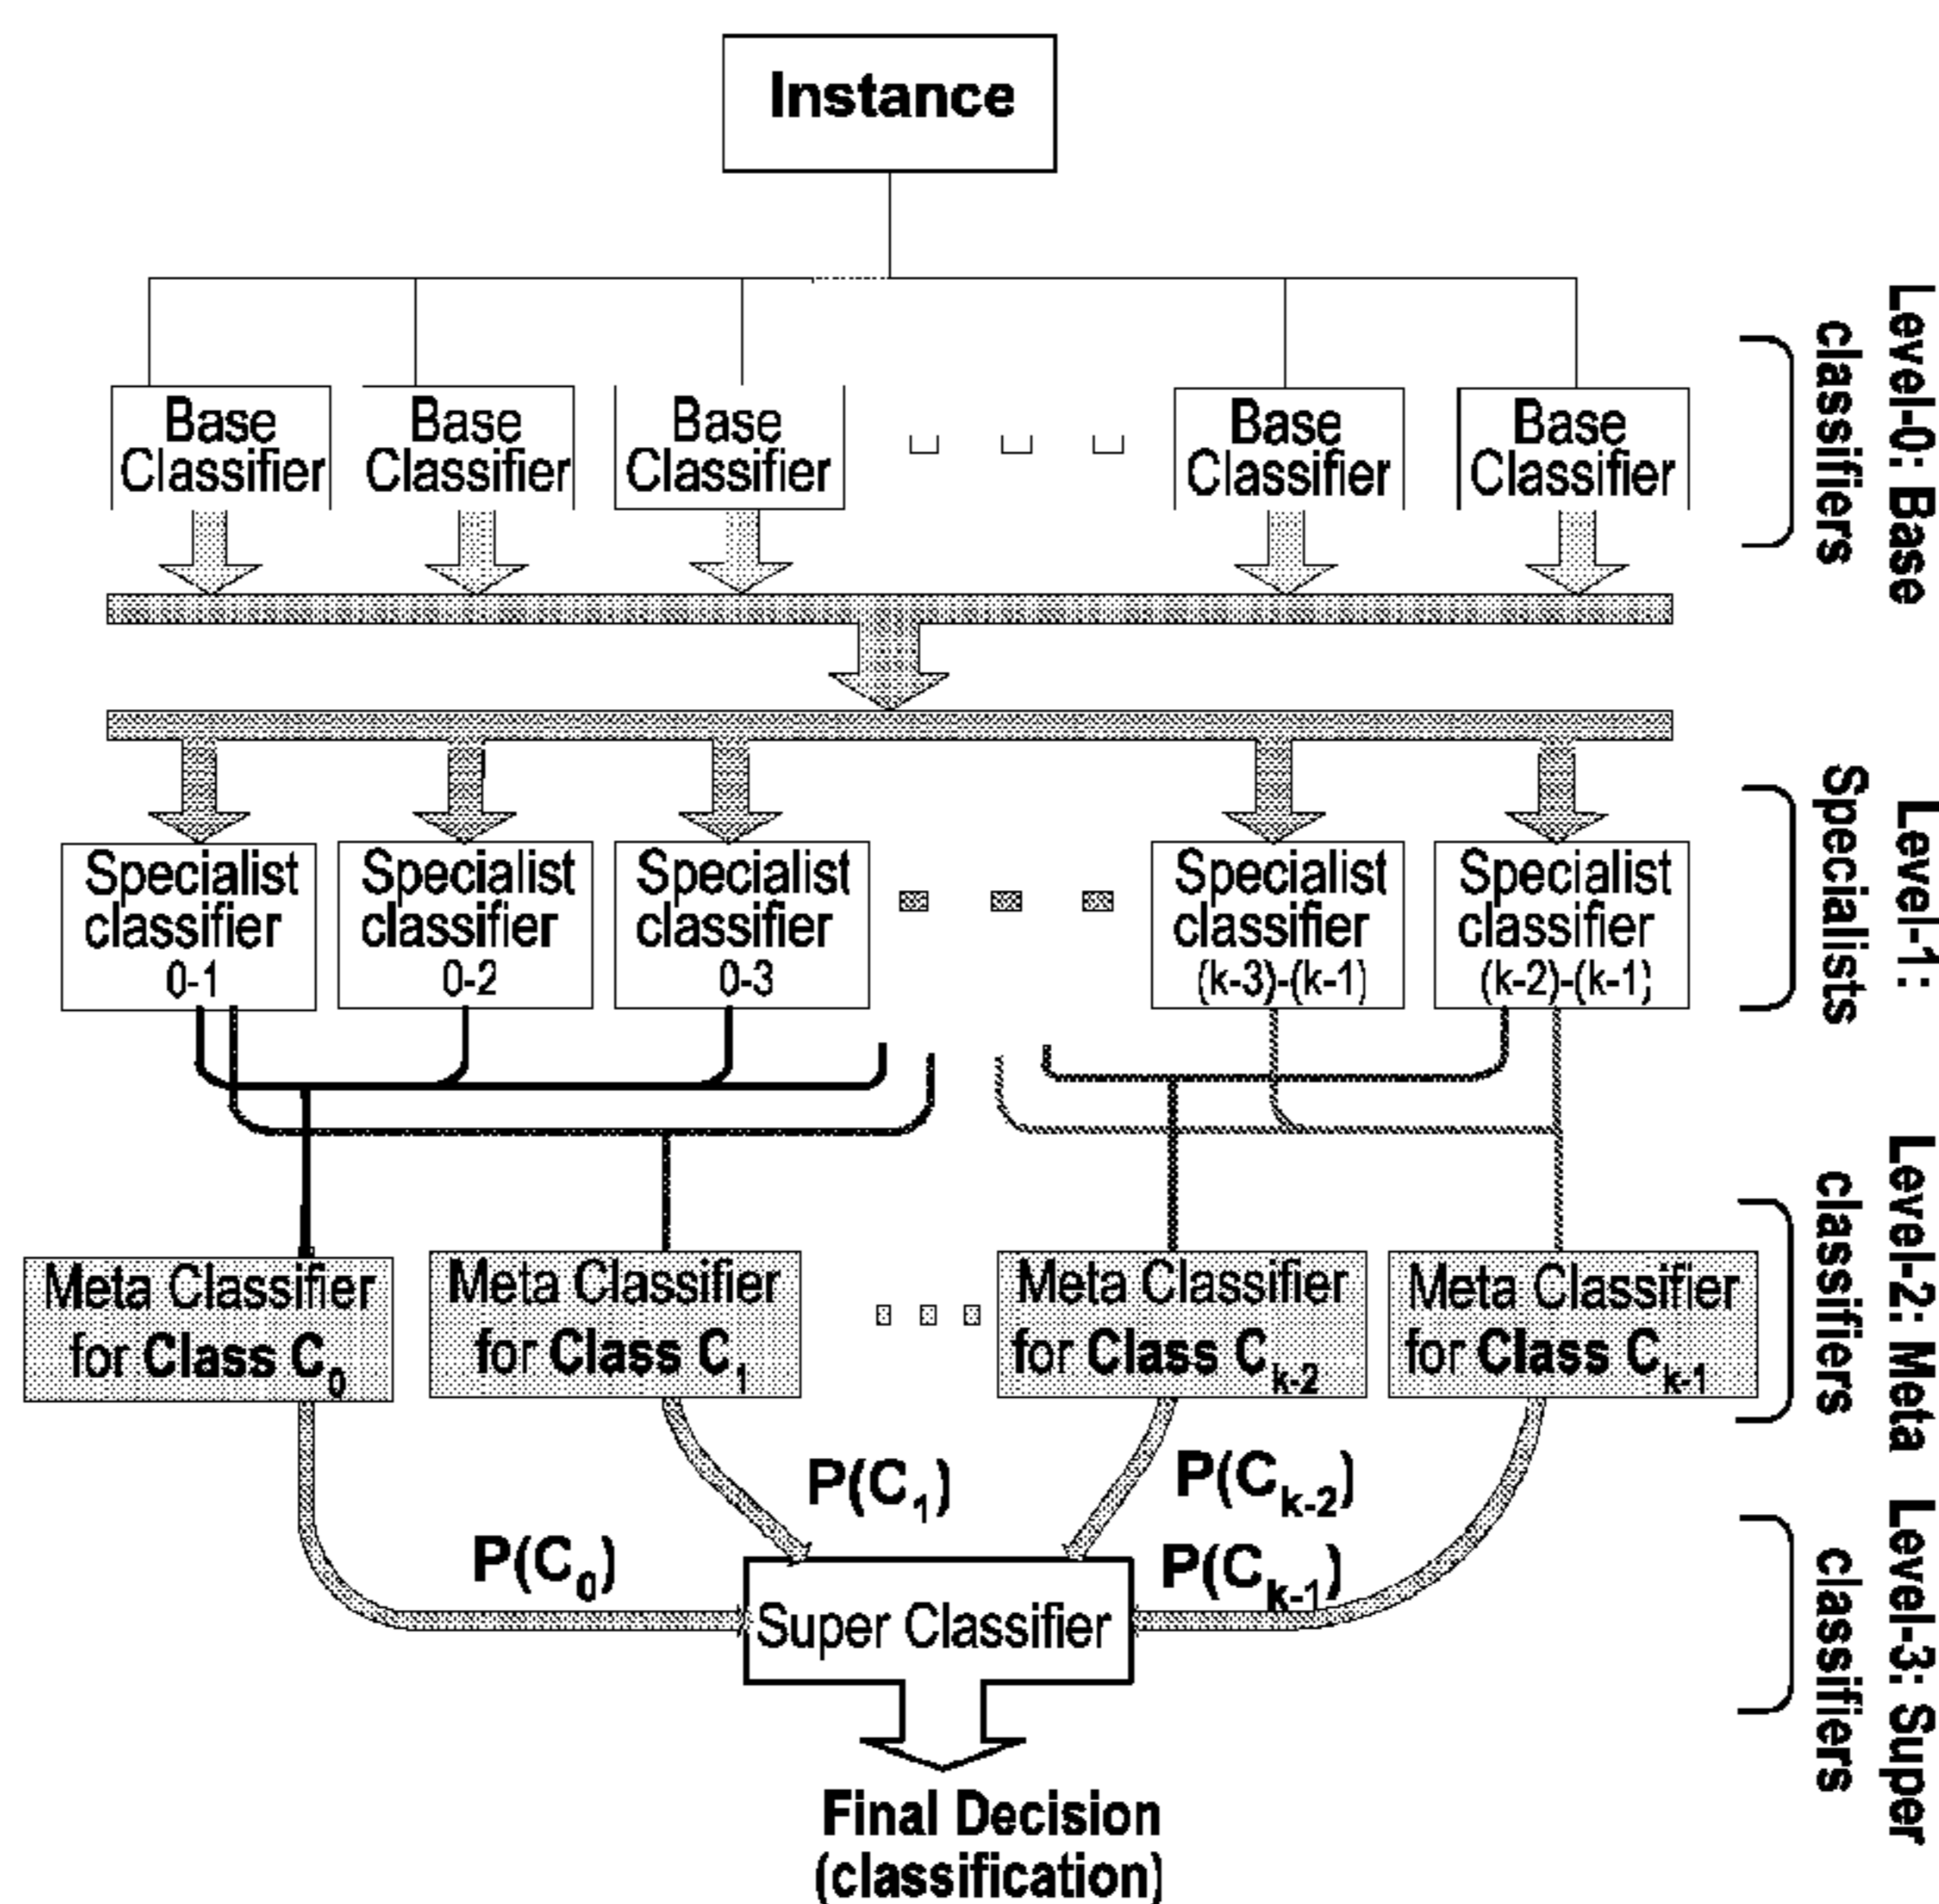 Instance
Base
Classifier
Base
Classifier
Base
Classifier
Base
Classifier
Base
Classifier
Level-0: Base
classifiers
Specialist
classifier
0-1
Specialist
classifier
0-2
Specialist
classifier
0-3
Specialist
classifier
(k-3)-(k-1)
Specialist
classifier
(k-2)-(k-1)
Level-1:
Specialists
Meta Classifier
for Class C0
Meta Classifier
for Class C1
Meta Classifier
for Class Ck-2
Meta Classifier
for Class Ck-1
Level-2: Meta
classifiers
P(C0)
P(C1)
P(Ck-2)
P(Ck-1)
Super Classifier
Level-3: Super
classifiers
Final Decision
(classification)